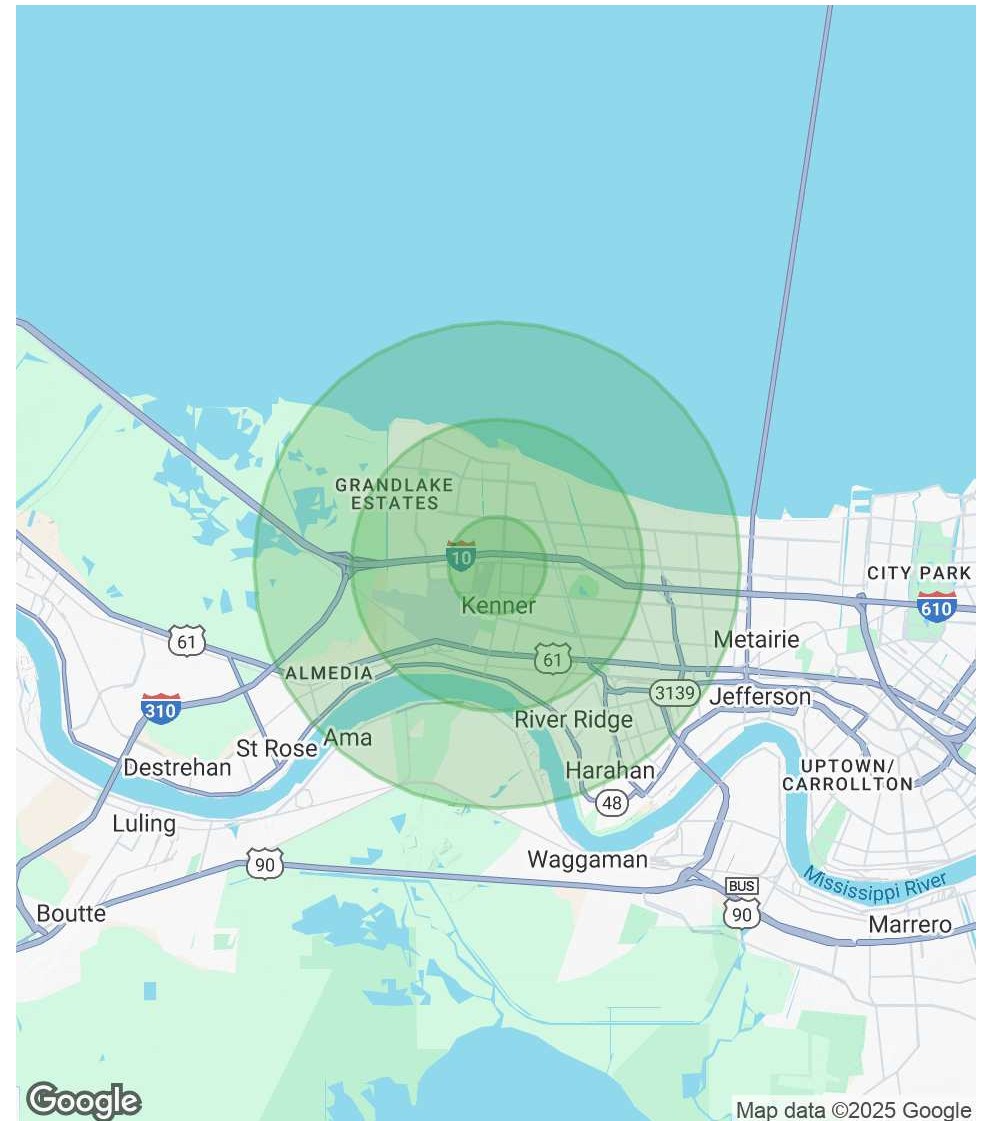 GRANDLAKE
ESTATES
10
CITY PARK
610
Kenner
61
Metairie
61
ALMEDIA
3139
Jefferson
310
River Ridge
Ama
St Rose
Destrehan
Harahan
UPTOWN/
CARROLLTON
48
Luling
Waggaman
90
Mississippi River
BUS
90
Boutte
Marrero
Google
Map data ©2025 Google